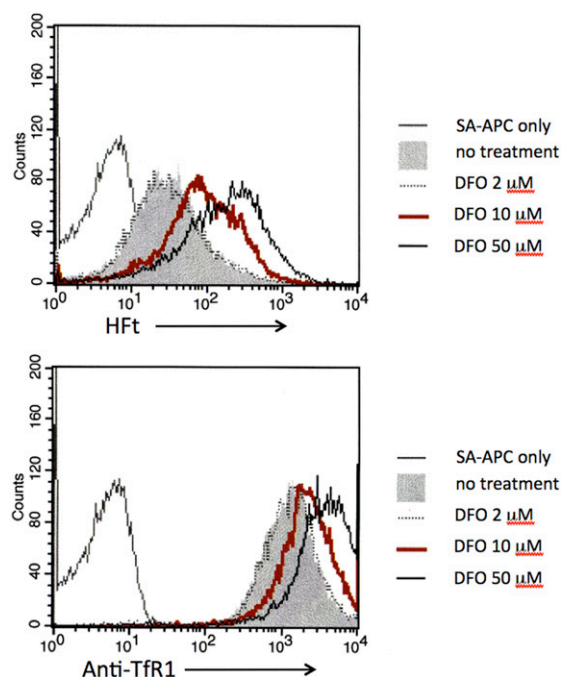 200
160
120
80
40
0
Counts
10⁰ 10¹ 10² 10³ 10⁴
HFt
SA-APC only
no treatment
DFO 2 µM
DFO 10 µM
DFO 50 µM
200
160
120
80
40
0
Counts
10⁰ 10¹ 10² 10³ 10⁴
Anti-TfR1
SA-APC only
no treatment
DFO 2 µM
DFO 10 µM
DFO 50 µM